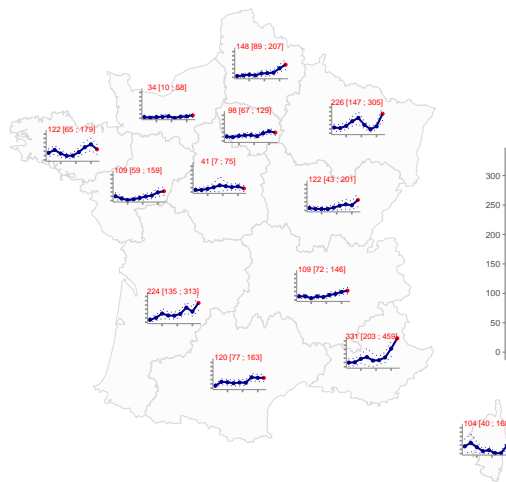 148 [89 ; 207]
34 [10 ; 58]
98 [67 ; 129]
226 [147 ; 305]
122 [65 ; 179]
41 [7 ; 75]
109 [59 ; 159]
122 [43 ; 201]
300
250
200
150
100
50
0
109 [72 ; 146]
224 [135 ; 313]
331 [203 ; 459]
120 [77 ; 163]
104 [40 ; 168